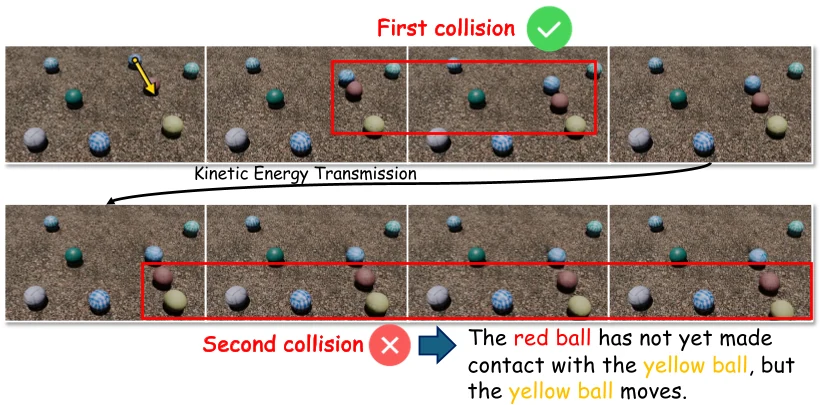 First collision
Kinetic Energy Transmission
Second collision
The red ball has not yet made
contact with the yellow ball, but
the yellow ball moves.